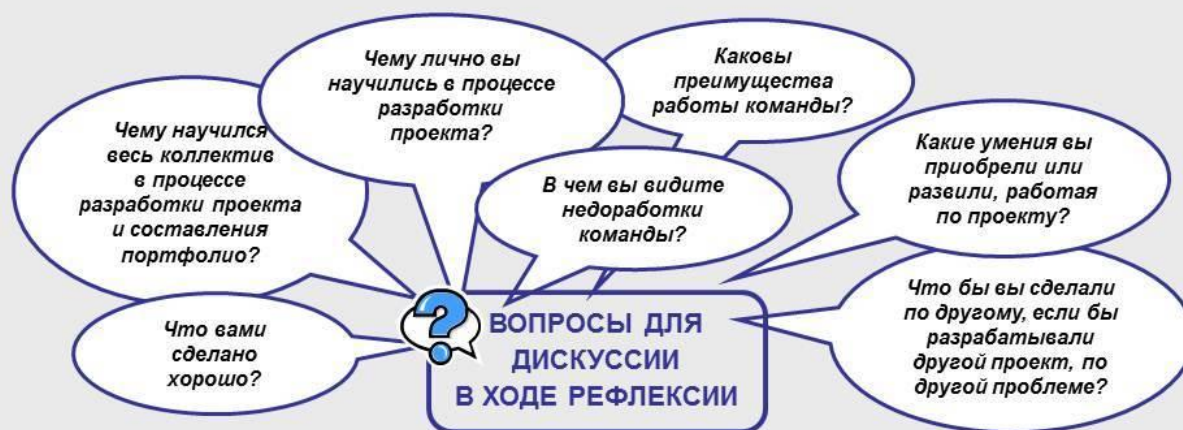 Чему лично вы
научились в процессе
разработки
проекта?
Каковы
преимущества
работы команды?
Чему научился
весь коллектив
в процессе
разработки проекта
и составления
портфолио?
В чем вы видите
недоработки
команды?
Какие умения вы
приобрели или
развили, работая
по проекту?
Что вами
сделано
хорошо?
?
ВОПРОСЫ ДЛЯ
ДИСКУССИИ
В ХОДЕ РЕФЛЕКСИИ
Что бы вы сделали
по другому, если бы
разрабатывали
другой проект, по
другой проблеме?